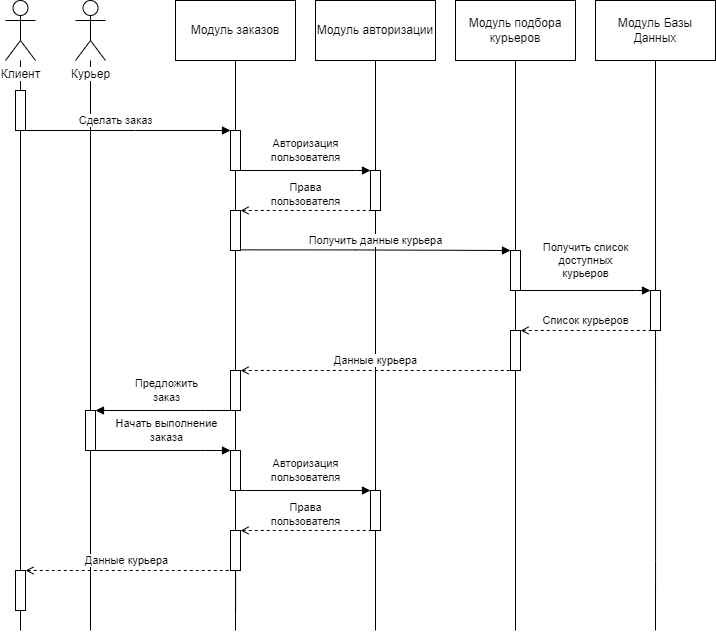 Клиент
Курьер
Модуль заказов
Модуль авторизации
Модуль подбора
курьеров
Модуль Базы
Данных
Сделать заказ
Авторизация
пользователя
Права
пользователя
Получить данные курьера
Получить список
доступных
курьеров
Список курьеров
Данные курьера
Предложить
заказ
Начать выполнение
заказа
Авторизация
пользователя
Права
пользователя
Данные курьера